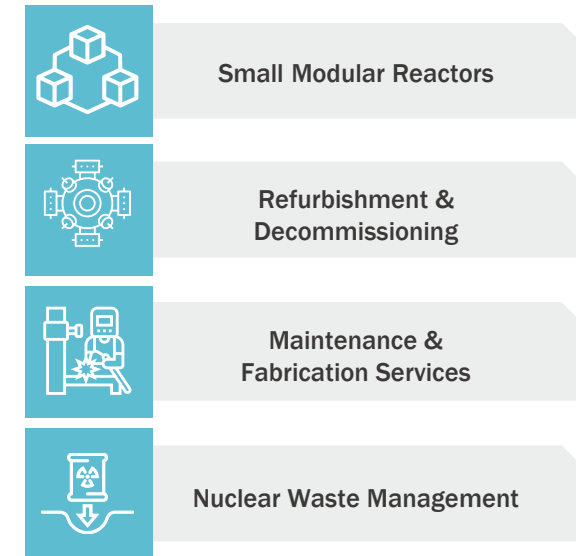 Small Modular Reactors
Refurbishment &
Decommissioning
Maintenance &
Fabrication Services
Nuclear Waste Management